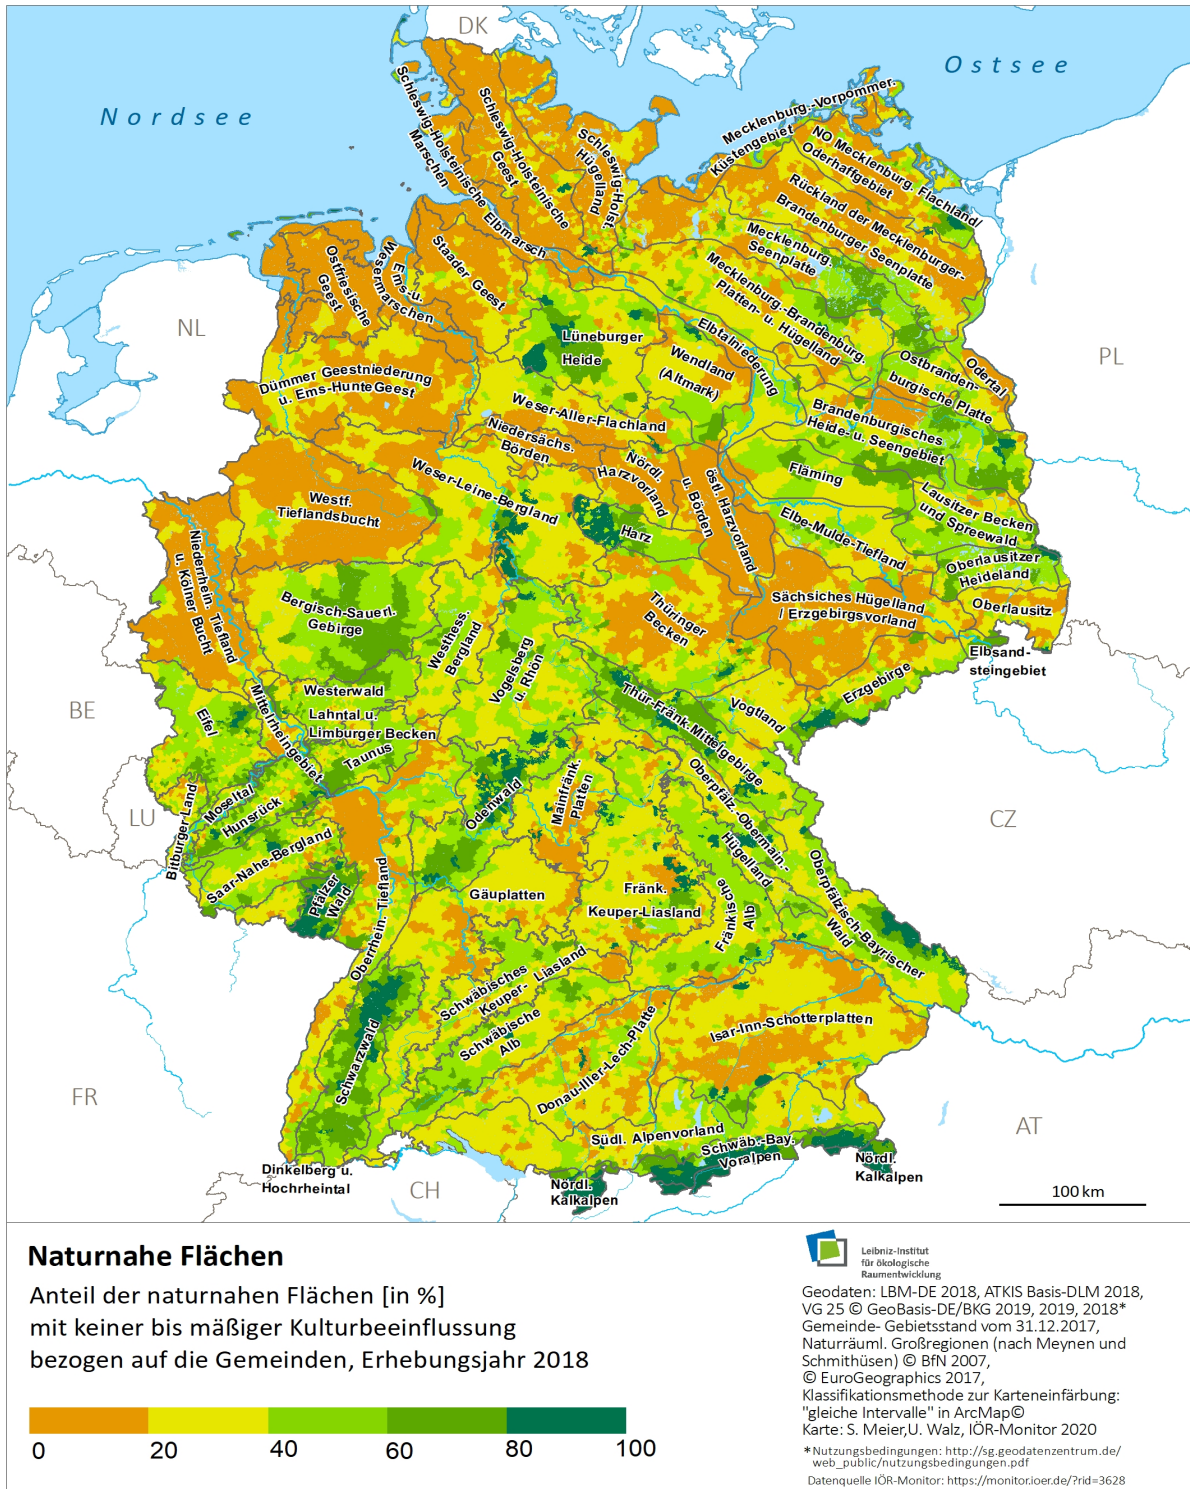 DK
Ostsee
Nordsee
Schleswig-Holsteinische
Marschen
Schleswig-Holsteinische
Geest
Schleswig-Holst.
Hügelland
Mecklenburg.-Vorpommer.
Küstengebiet
NO Mecklenburg. Flachland/
Oderhaffgebiet
Rückland der Mecklenburger-
Brandenburger Seenplatte
Mecklenburg.
Seenplatte
Mecklenburg.-Brandenburg.
Platten- u. Hügelland
Elbmarsch
Staader Geest
Ems- u.
Wesermarschen
Ostfriesische
Geest
NL
PL
Lüneburger
Heide
Wendland
(Altmark)
Elbtalniederung
Ostbranden-
burgische Platte
Odertal
Dümmer Geestniederung
u. Ems-HunteGeest
Weser-Aller-Flachland
Brandenburgisches
Heide- u. Seengebiet
Niedersächs.
Börden
Nördl.
Harzvorland
östl. Harzvorland
u. Börden
Fläming
Lausitzer Becken
und Spreewald
Weser-Leine-Bergland
Westf.
Tieflandsbucht
Harz
Elbe-Mulde-Tiefland
Oberlausitzer
Heideland
Oberlausitz
Niederrhein. Tiefland
u. Kölner Bucht
Bergisch-Sauerl.
Gebirge
Westhess.
Bergland
Thüringer
Becken
Sächsisches Hügelland
/ Erzgebirgsvorland
Elbsand-
steingebiet
Erzgebirge
Vogelsberg
u. Rhön
Westerwald
Lahntal u.
Limburger Becken
Taunus
Mittelrheingebiet
Eifel
BE
Thür-Fränk.Mittelgebirge
Vogtland
Oberpfälz.-Obermain.-
Hügelland
LU
Moseltal
Hunsrück
Bitburger-Land
Saar-Nahe-Bergland
Odenwald
Mainfränk.
Platten
CZ
Pfälzer
Wald
Oberrhein. Tiefland
Gäuplatten
Fränk.
Keuper-Liasland
Fränkische
Alb
Oberpfälzisch-Bayrischer
Wald
Schwäbisches
Keuper- Liasland
Schwäbische
Alb
Schwarzwald
Donau-Iller-Lech-Platte
Isar-Inn-Schotterplatten
FR
AT
CH
Südl. Alpenvorland
Schwäb.-Bay.
Voralpen
Nördl.
Kalkalpen
Nördl.
Kalkalpen
Dinkelberg u.
Hochrheintal
100 km
Naturnahe Flächen
Anteil der naturnahen Flächen [in %]
mit keiner bis mäßiger Kulturbeeinflussung
bezogen auf die Gemeinden, Erhebungsjahr 2018
0 20 40 60 80 100
Leibniz-Institut
für ökologische
Raumentwicklung
Geodaten: LBM-DE 2018, ATKIS Basis-DLM 2018,
VG 25 © GeoBasis-DE/BKG 2019, 2019, 2018*
Gemeinde- Gebietsstand vom 31.12.2017,
Naturräuml. Großregionen (nach Meynen und
Schmithüsen) © BfN 2007,
© EuroGeographics 2017,
Klassifikationsmethode zur Karteneinfärbung:
"gleiche Intervalle" in ArcMap©
Karte: S. Meier,U. Walz, IÖR-Monitor 2020
*Nutzungsbedingungen: http://sg.geodatenzentrum.de/
web_public/nutzungsbedingungen.pdf
Datenquelle IÖR-Monitor: https://monitor.ioer.de/?rid=3628